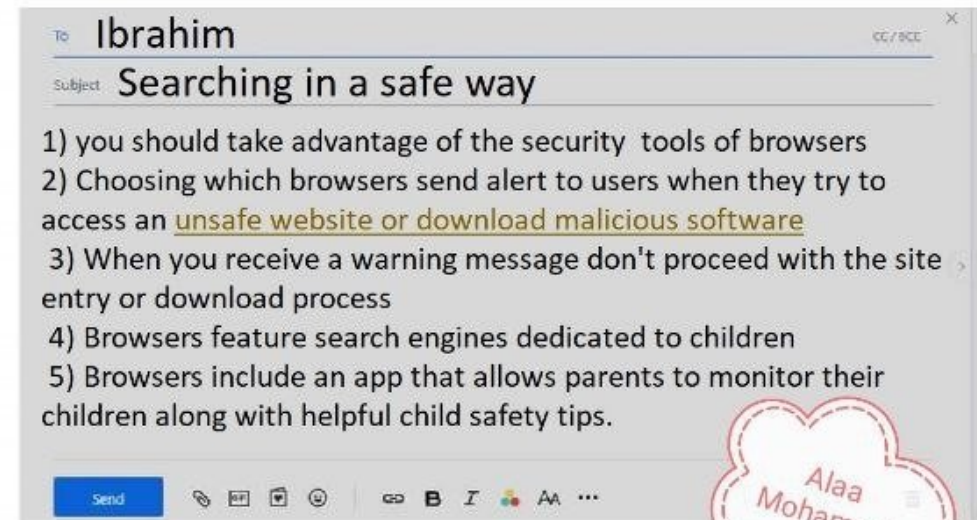 To Ibrahim CC / BCC
Subject Searching in a safe way
1) you should take advantage of the security tools of browsers
2) Choosing which browsers send alert to users when they try to
access an unsafe website or download malicious software
3) When you receive a warning message don't proceed with the site
entry or download process
4) Browsers feature search engines dedicated to children
5) Browsers include an app that allows parents to monitor their
children along with helpful child safety tips.
Alaa
Send GIF B I AA